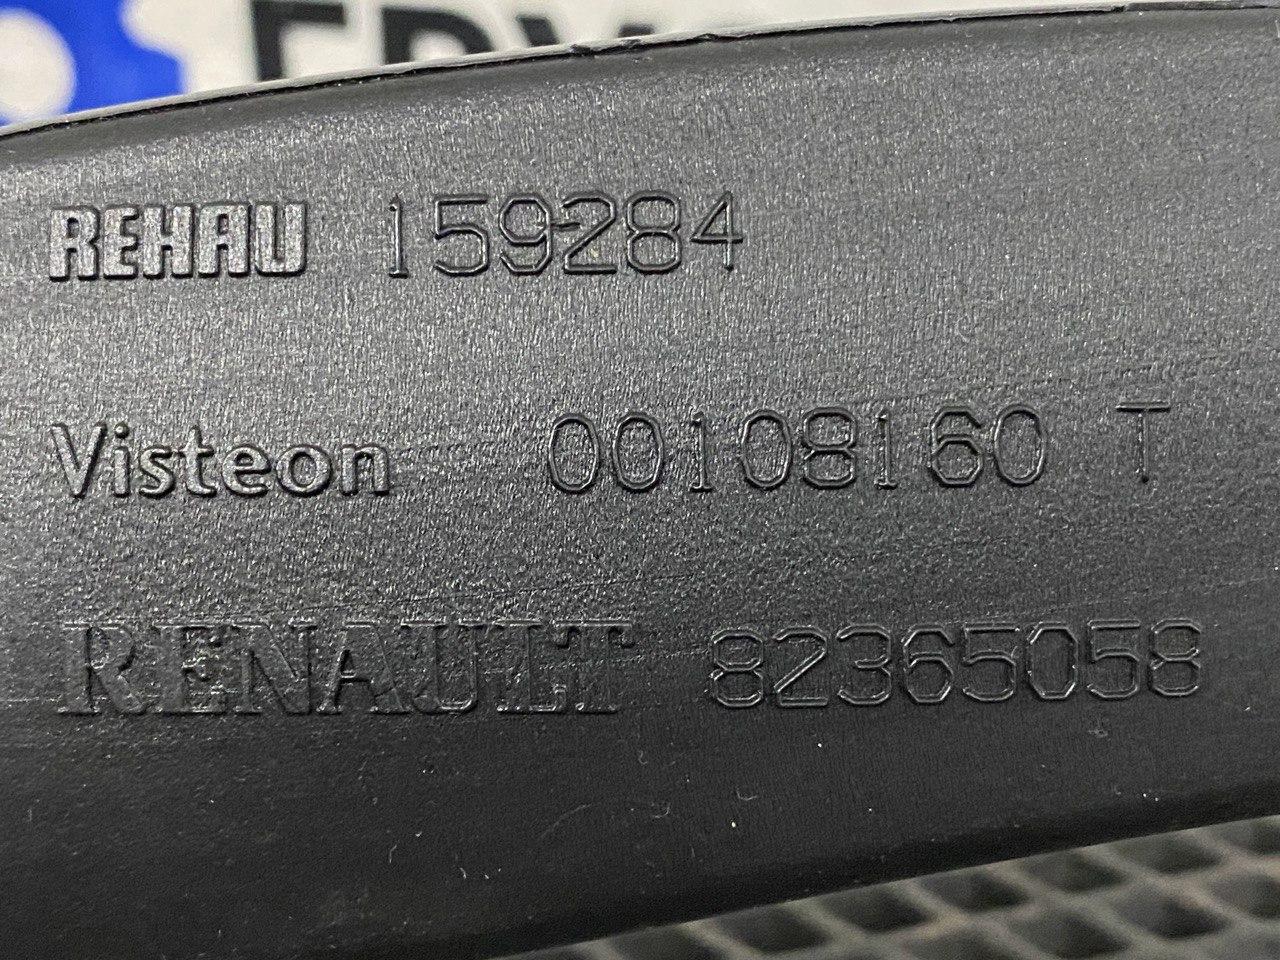 REHAU 159284
Visteon 00108160 T
RENAULT 82365058